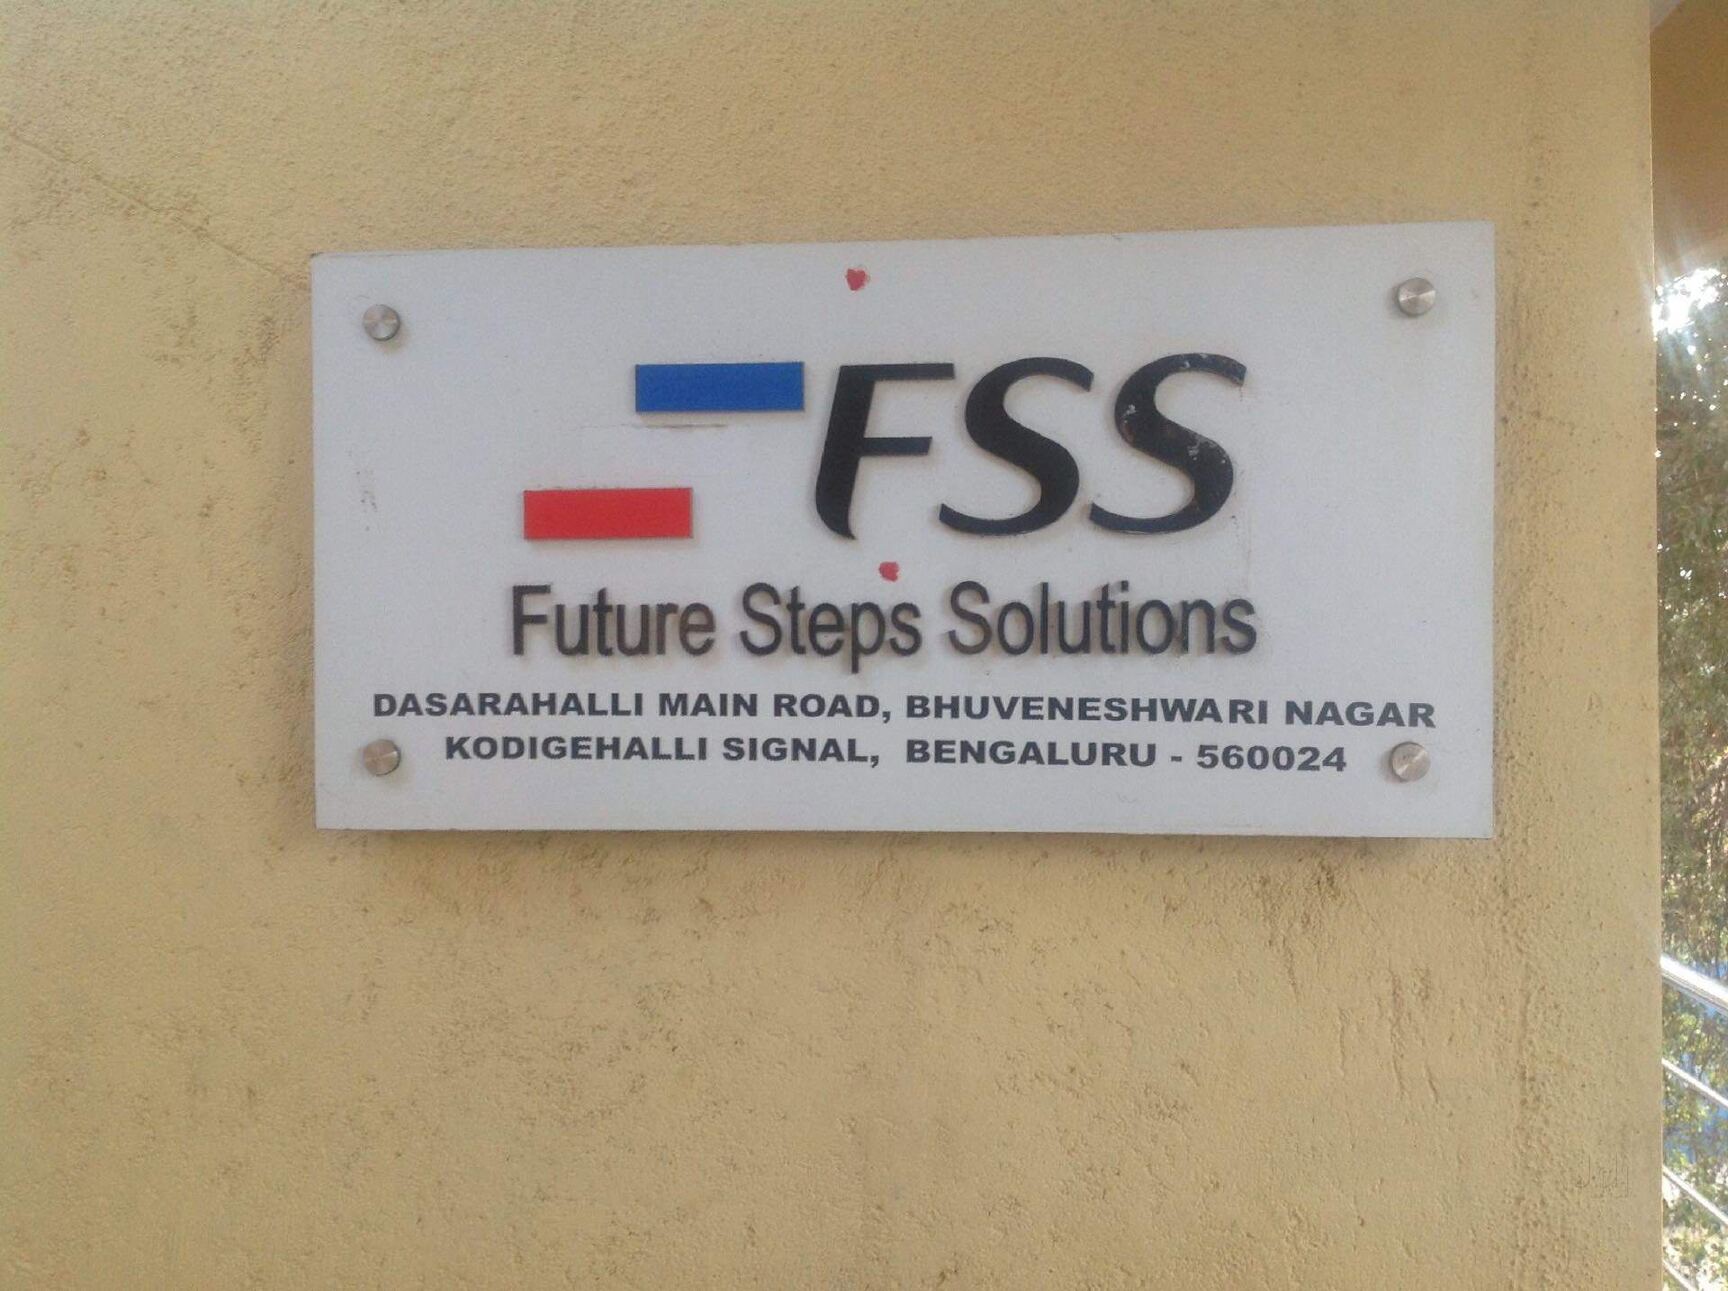 FSS
Future Steps Solutions
DASARAHALLI MAIN ROAD, BHUVENESHWARI NAGAR
KODIGEHALLI SIGNAL, BENGALURU - 560024